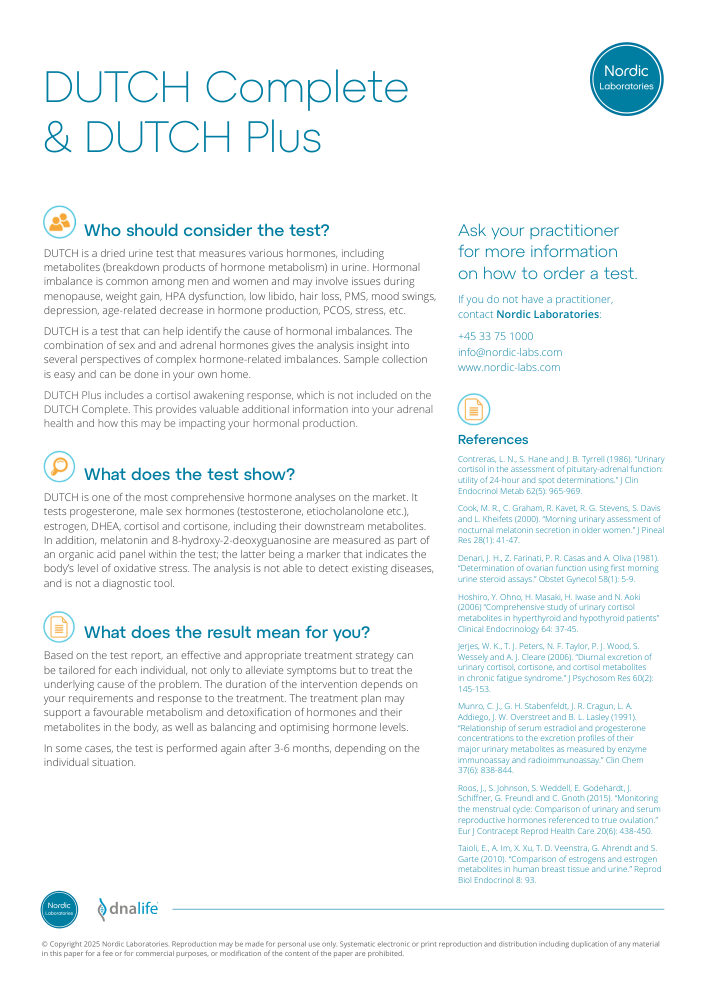 DUTCH Complete
& DUTCH Plus
Nordic
Laboratories
Who should consider the test?
DUTCH is a dried urine test that measures various hormones, including
metabolites (breakdown products of hormone metabolism) in urine. Hormonal
imbalance is common among men and women and may involve issues during
menopause, weight gain, HPA dysfunction, low libido, hair loss, PMS, mood swings,
depression, age-related decrease in hormone production, PCOS, stress, etc.
DUTCH is a test that can help identify the cause of hormonal imbalances. The
combination of sex and and adrenal hormones gives the analysis insight into
several perspectives of complex hormone-related imbalances. Sample collection
is easy and can be done in your own home.
DUTCH Plus includes a cortisol awakening response, which is not included on the
DUTCH Complete. This provides valuable additional information into your adrenal
health and how this may be impacting your hormonal production.
What does the test show?
DUTCH is one of the most comprehensive hormone analyses on the market. It
tests progesterone, male sex hormones (testosterone, etiocholanolone etc.),
estrogen, DHEA, cortisol and cortisone, including their downstream metabolites.
In addition, melatonin and 8-hydroxy-2-deoxyguanosine are measured as part of
an organic acid panel within the test; the latter being a marker that indicates the
body's level of oxidative stress. The analysis is not able to detect existing diseases,
and is not a diagnostic tool.
What does the result mean for you?
Based on the test report, an effective and appropriate treatment strategy can
be tailored for each individual, not only to alleviate symptoms but to treat the
underlying cause of the problem. The duration of the intervention depends on
your requirements and response to the treatment. The treatment plan may
support a favourable metabolism and detoxification of hormones and their
metabolites in the body, as well as balancing and optimising hormone levels.
In some cases, the test is performed again after 3-6 months, depending on the
individual situation.
Ask your practitioner
for more information
on how to order a test.
If you do not have a practitioner,
contact Nordic Laboratories:
+45 33 75 1000
info@nordic-labs.com
www.nordic-labs.com
References
Contreras, L. N., S. Hane and J. B. Tyrrell (1986). "Urinary
cortisol in the assessment of pituitary-adrenal function:
utility of 24-hour and spot determinations." J Clin
Endocrinol Metab 62(5): 965-969.
Cook, M. R., C. Graham, R. Kavet, R. G. Stevens, S. Davis
and L. Kheifets (2000). "Morning urinary assessment of
nocturnal melatonin secretion in older women." J Pineal
Res 28(1): 41-47.
Denari, J. H., Z. Farinati, P. R. Casas and A. Oliva (1981).
"Determination of ovarian function using first morning
urine steroid assays." Obstet Gynecol 58(1): 5-9.
Hoshiro, Y. Ohno, H. Masaki, H. Iwase and N. Aoki
(2006) "Comprehensive study of urinary cortisol
metabolites in hyperthyroid and hypothyroid patients"
Clinical Endocrinology 64: 37-45.
Jerjes, W. K., T. J. Peters, N. F. Taylor, P. J. Wood, S.
Wessely and A. J. Cleare (2006). "Diurnal excretion of
urinary cortisol, cortisone, and cortisol metabolites
in chronic fatigue syndrome." J Psychosom Res 60(2):
145-153.
Munro, C. J., G. H. Stabenfeldt, J. R. Cragun, L. A.
Addiego, J. W. Overstreet and B. L. Lasley (1991).
"Relationship of serum estradiol and progesterone
concentrations to the excretion profiles of their
major urinary metabolites as measured by enzyme
immunoassay and radioimmunoassay." Clin Chem
37(6): 838-844.
Roos, J., S. Johnson, S. Weddell, E. Godehardt, J.
Schiffner, G. Freundl and C. Gnoth (2015). "Monitoring
the menstrual cycle: Comparison of urinary and serum
reproductive hormones referenced to true ovulation."
Eur J Contracept Reprod Health Care 20(6): 438-450.
Taioli, E., A. Im, X. Xu, T. D. Veenstra, G. Ahrendt and S.
Garte (2010). "Comparison of estrogens and estrogen
metabolites in human breast tissue and urine." Reprod
Biol Endocrinol 8: 93.
Nordic
Laboratories
dnalife
© Copyright 2025 Nordic Laboratories. Reproduction may be made for personal use only. Systematic electronic or print reproduction and distribution including duplication of any material
in this paper for a fee or for commercial purposes, or modification of the content of the paper are prohibited.